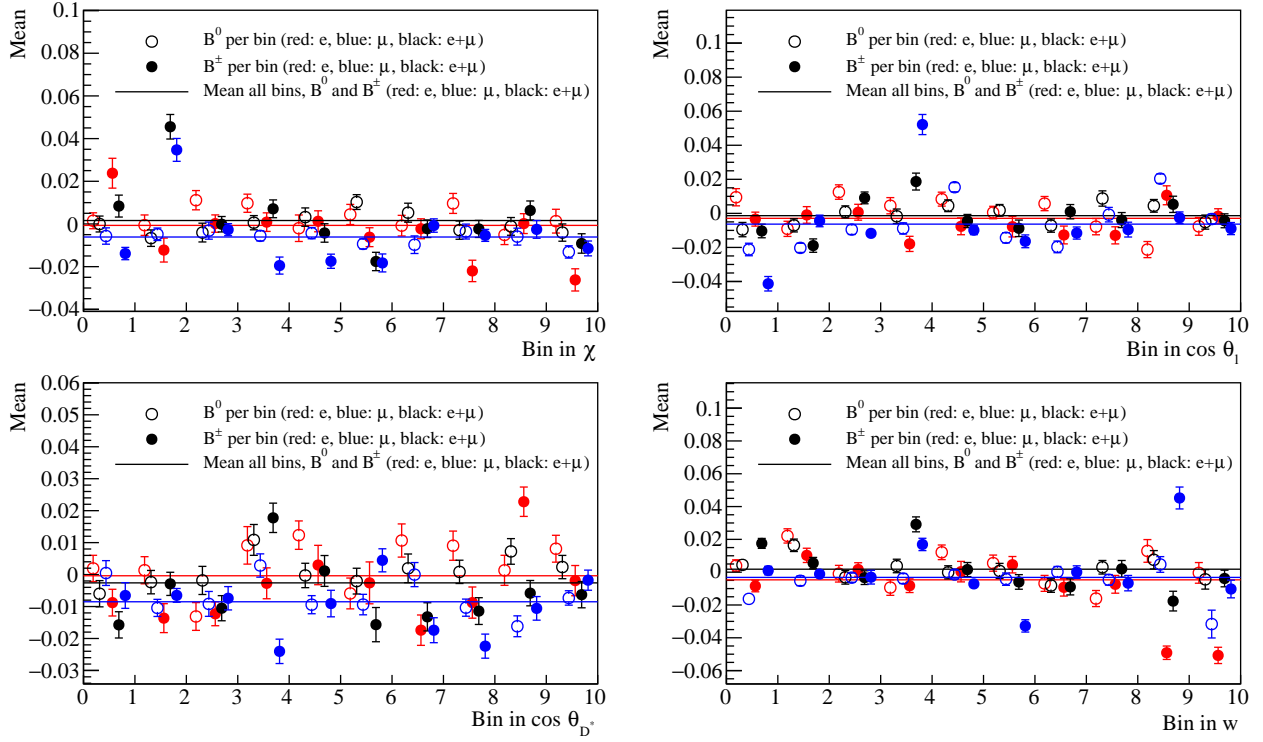 Mean
0.1
0.08
0.06
0.04
0.02
0
−0.02
−0.04
B⁰ per bin (red: e, blue: μ, black: e+μ)
B± per bin (red: e, blue: μ, black: e+μ)
Mean all bins, B⁰ and B± (red: e, blue: μ, black: e+μ)
0 1 2 3 4 5 6 7 8 9 10
Bin in χ
Mean
0.1
0.08
0.06
0.04
0.02
0
−0.02
−0.04
B⁰ per bin (red: e, blue: μ, black: e+μ)
B± per bin (red: e, blue: μ, black: e+μ)
Mean all bins, B⁰ and B± (red: e, blue: μ, black: e+μ)
0 1 2 3 4 5 6 7 8 9 10
Bin in cos θ_l
Mean
0.06
0.05
0.04
0.03
0.02
0.01
0
−0.01
−0.02
−0.03
B⁰ per bin (red: e, blue: μ, black: e+μ)
B± per bin (red: e, blue: μ, black: e+μ)
Mean all bins, B⁰ and B± (red: e, blue: μ, black: e+μ)
0 1 2 3 4 5 6 7 8 9 10
Bin in cos θ_D*
Mean
0.1
0.08
0.06
0.04
0.02
0
−0.02
−0.04
−0.06
B⁰ per bin (red: e, blue: μ, black: e+μ)
B± per bin (red: e, blue: μ, black: e+μ)
Mean all bins, B⁰ and B± (red: e, blue: μ, black: e+μ)
0 1 2 3 4 5 6 7 8 9 10
Bin in w